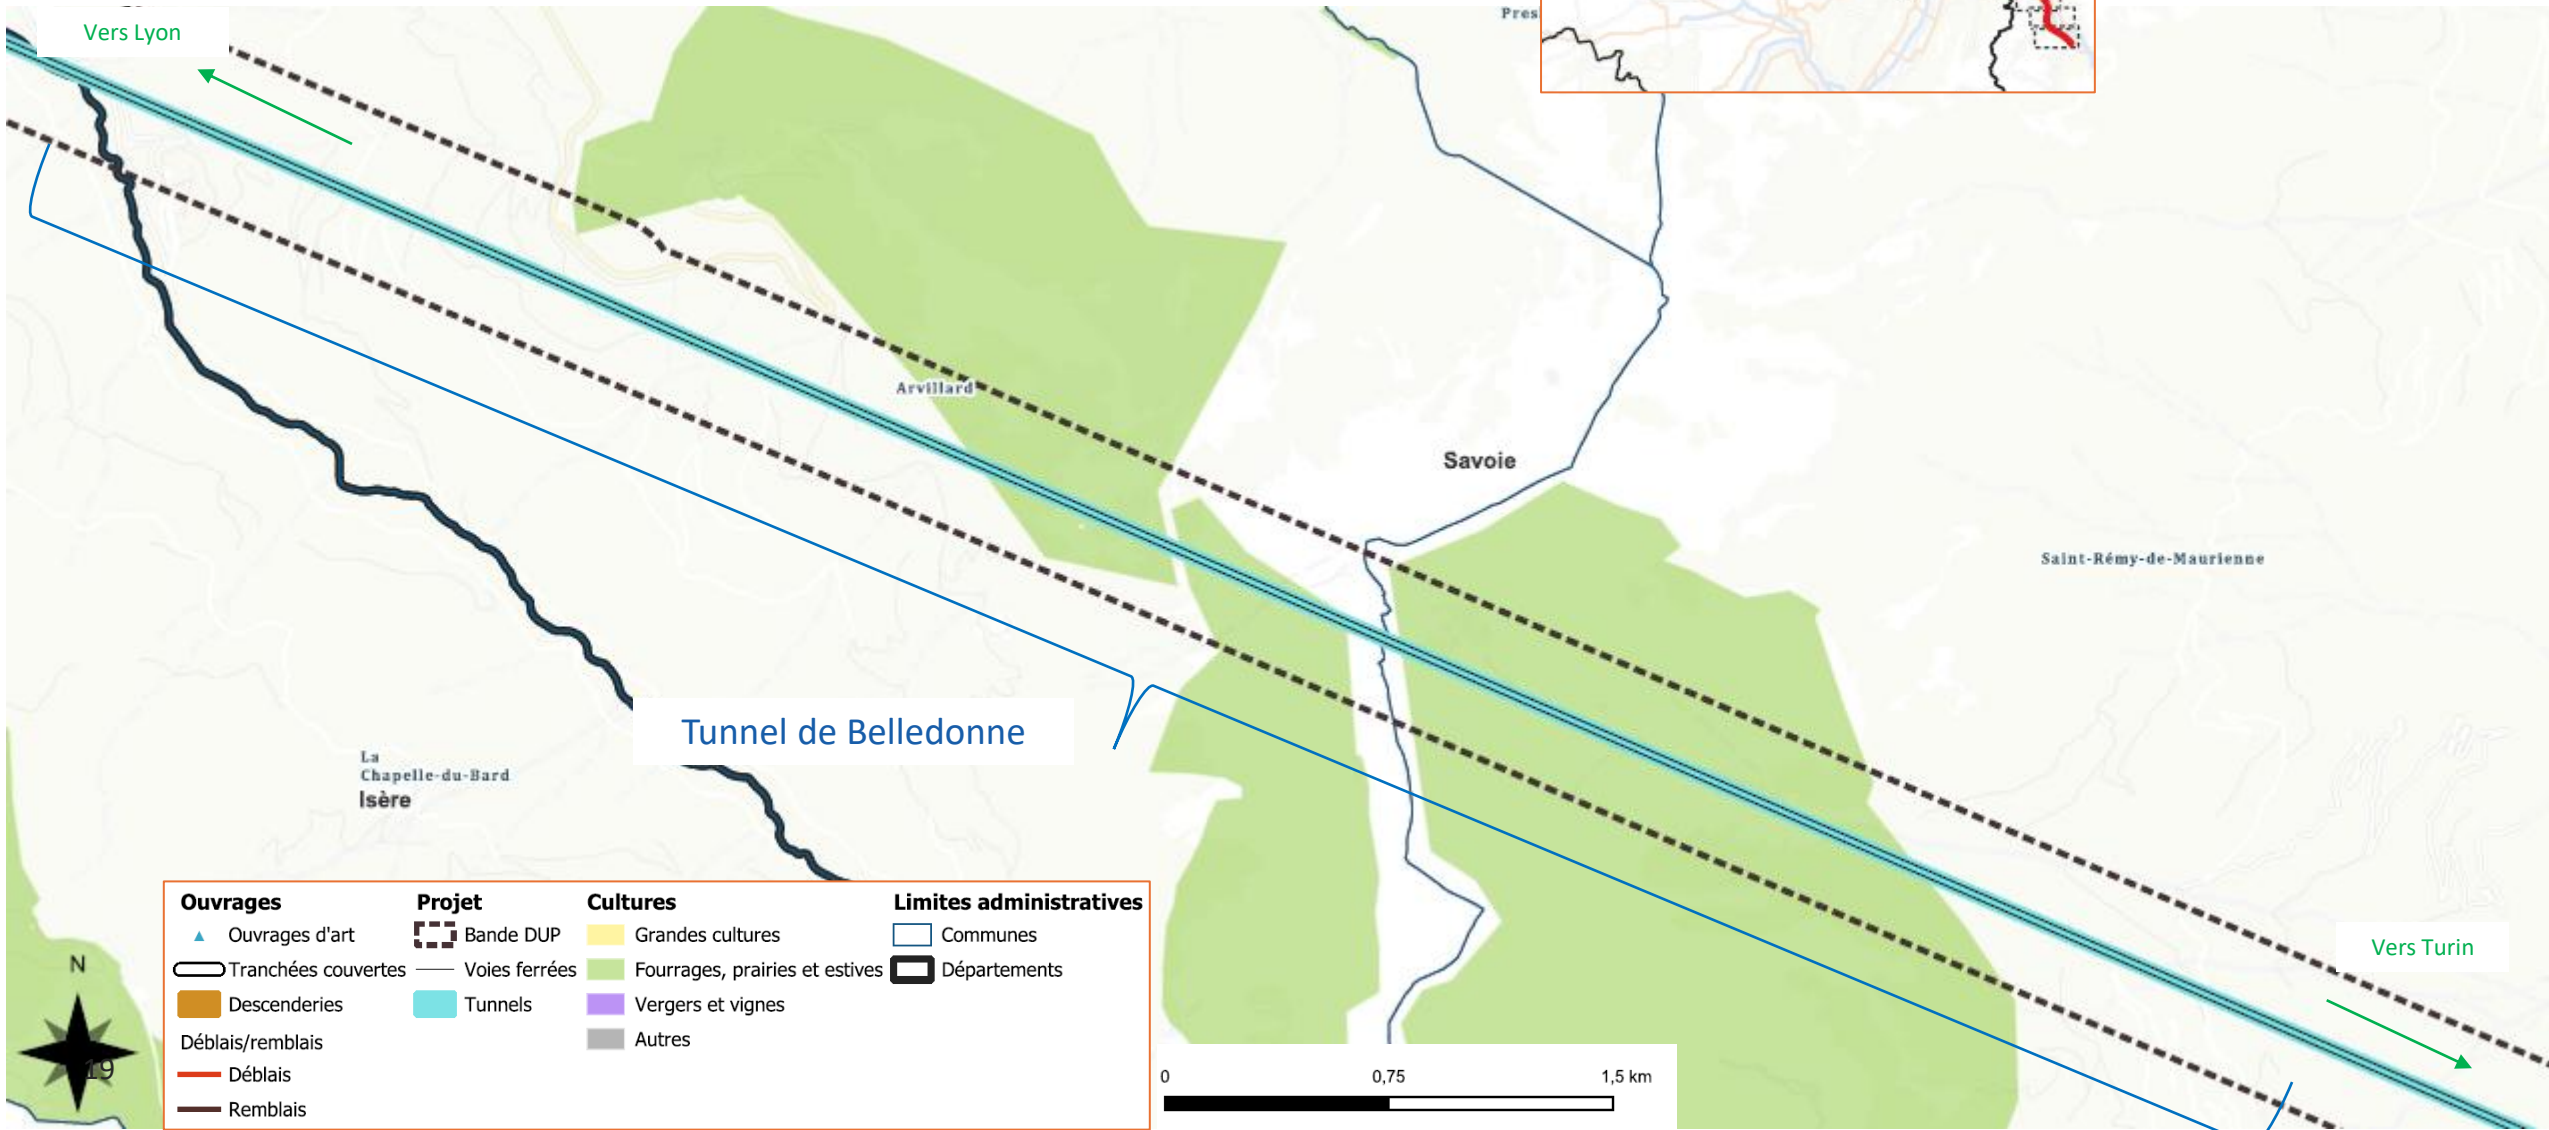 Vers Lyon
Pres
Arvillard
Savoie
Saint-Rémy-de-Maurienne
Tunnel de Belledonne
La
Chapelle-du-Bard
Isère
Vers Turin
Ouvrages
Ouvrages d'art
Tranchées couvertes
Descenderies
Déblais/remblais
Déblais
Remblais
Projet
Bande DUP
Voies ferrées
Tunnels
Cultures
Grandes cultures
Fourrages, prairies et estives
Vergers et vignes
Autres
Limites administratives
Communes
Départements
N
19
0 0,75 1,5 km